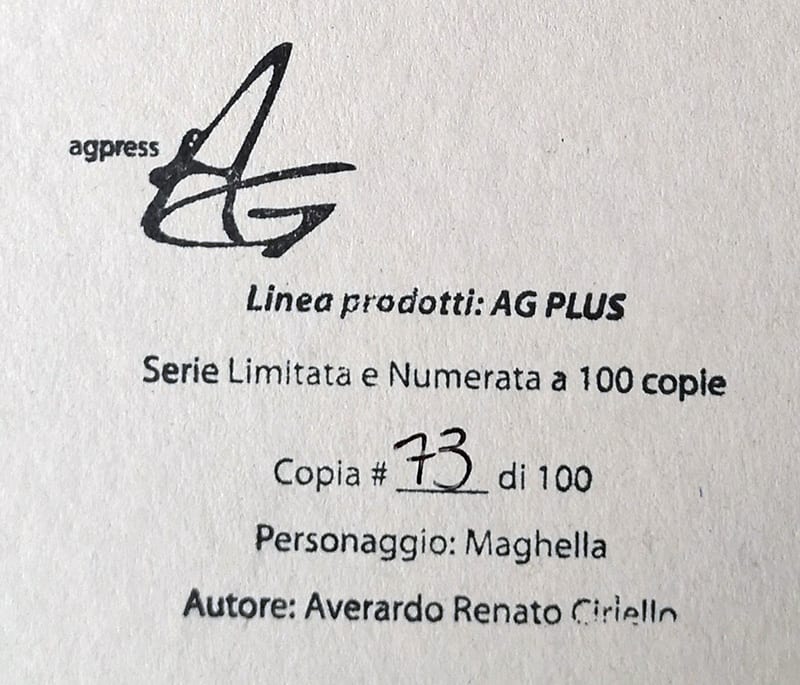 agpress AG
Linea prodotti: AG PLUS
Serie Limitata e Numerata a 100 copie
Copia # 73 di 100
Personaggio: Maghella
Autore: Averardo Renato Ciriello